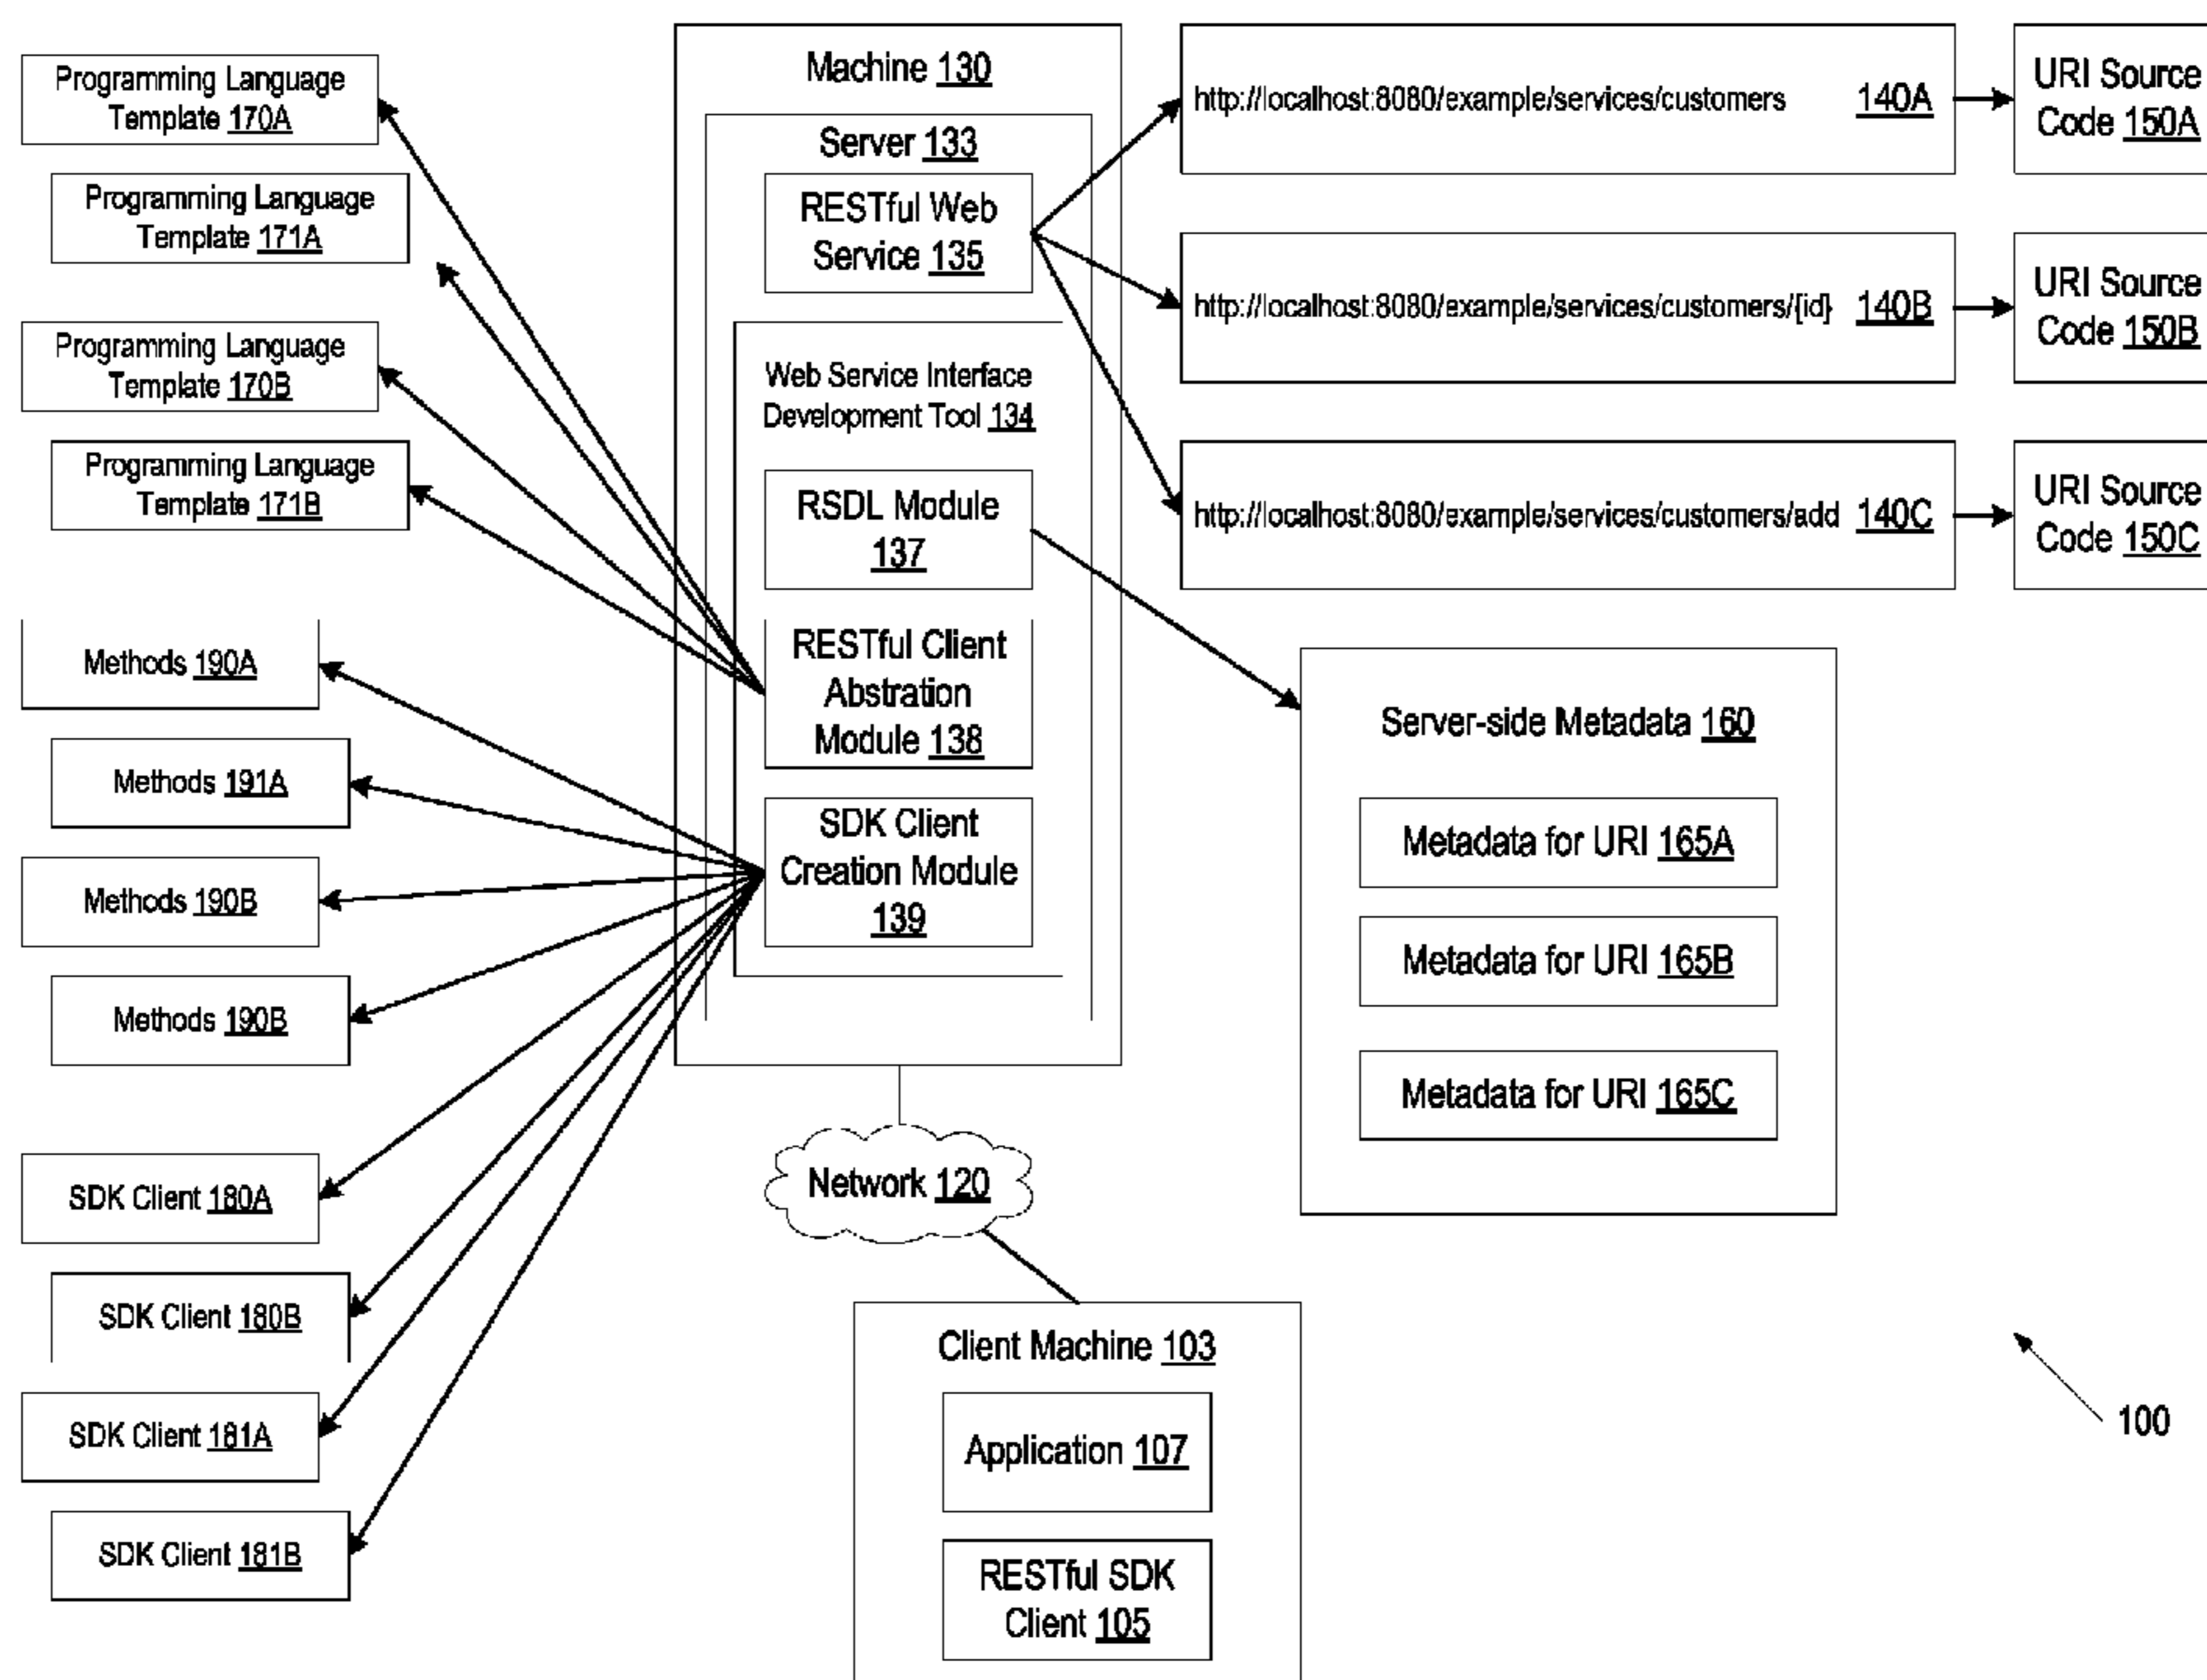 Programming Language
Template 170A
Programming Language
Template 171A
Programming Language
Template 170B
Programming Language
Template 171B
Methods 190A
Methods 191A
Methods 190B
Methods 190B
SDK Client 180A
SDK Client 180B
SDK Client 181A
SDK Client 181B
Machine 130
Server 133
RESTful Web
Service 135
Web Service Interface
Development Tool 134
RSDL Module
137
RESTful Client
Abstration
Module 138
SDK Client
Creation Module
139
Network 120
Client Machine 103
Application 107
RESTful SDK
Client 105
http://localhost:8080/example/services/customers 140A
URI Source
Code 150A
http://localhost:8080/example/services/customers/{id} 140B
URI Source
Code 150B
http://localhost:8080/example/services/customers/add 140C
URI Source
Code 150C
Server-side Metadata 160
Metadata for URI 165A
Metadata for URI 165B
Metadata for URI 165C
100